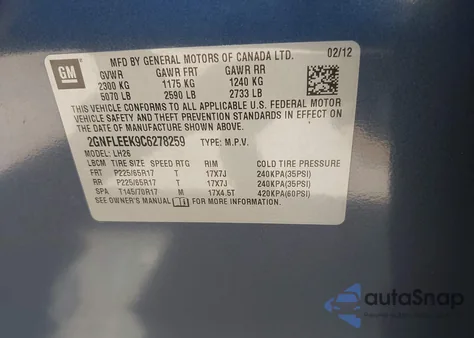 GM
MFD BY GENERAL MOTORS OF CANADA LTD. 02/12
GVWR GAWR FRT GAWR RR
2300 KG 1175 KG 1240 KG
5070 LB 2590 LB 2733 LB
THIS VEHICLE CONFORMS TO ALL APPLICABLE U.S. FEDERAL MOTOR
VEHICLE SAFETY AND THEFT PREVENTION STANDARDS IN EFFECT ON
THE DATE OF MANUFACTURE SHOWN ABOVE.
2GNFLEEK9C6278259 TYPE: M.P.V.
MODEL: LH26
LBCM TIRE SIZE SPEED RTG RIM COLD TIRE PRESSURE
FRT P225/65R17 T 17X7J 240KPA(35PSI)
RR P225/65R17 T 17X7J 240KPA(35PSI)
SPA T145/70R17 M 17X4.5T 420KPA(60PSI)
SEE OWNER'S MANUAL FOR MORE INFORMATION.
autoSnap